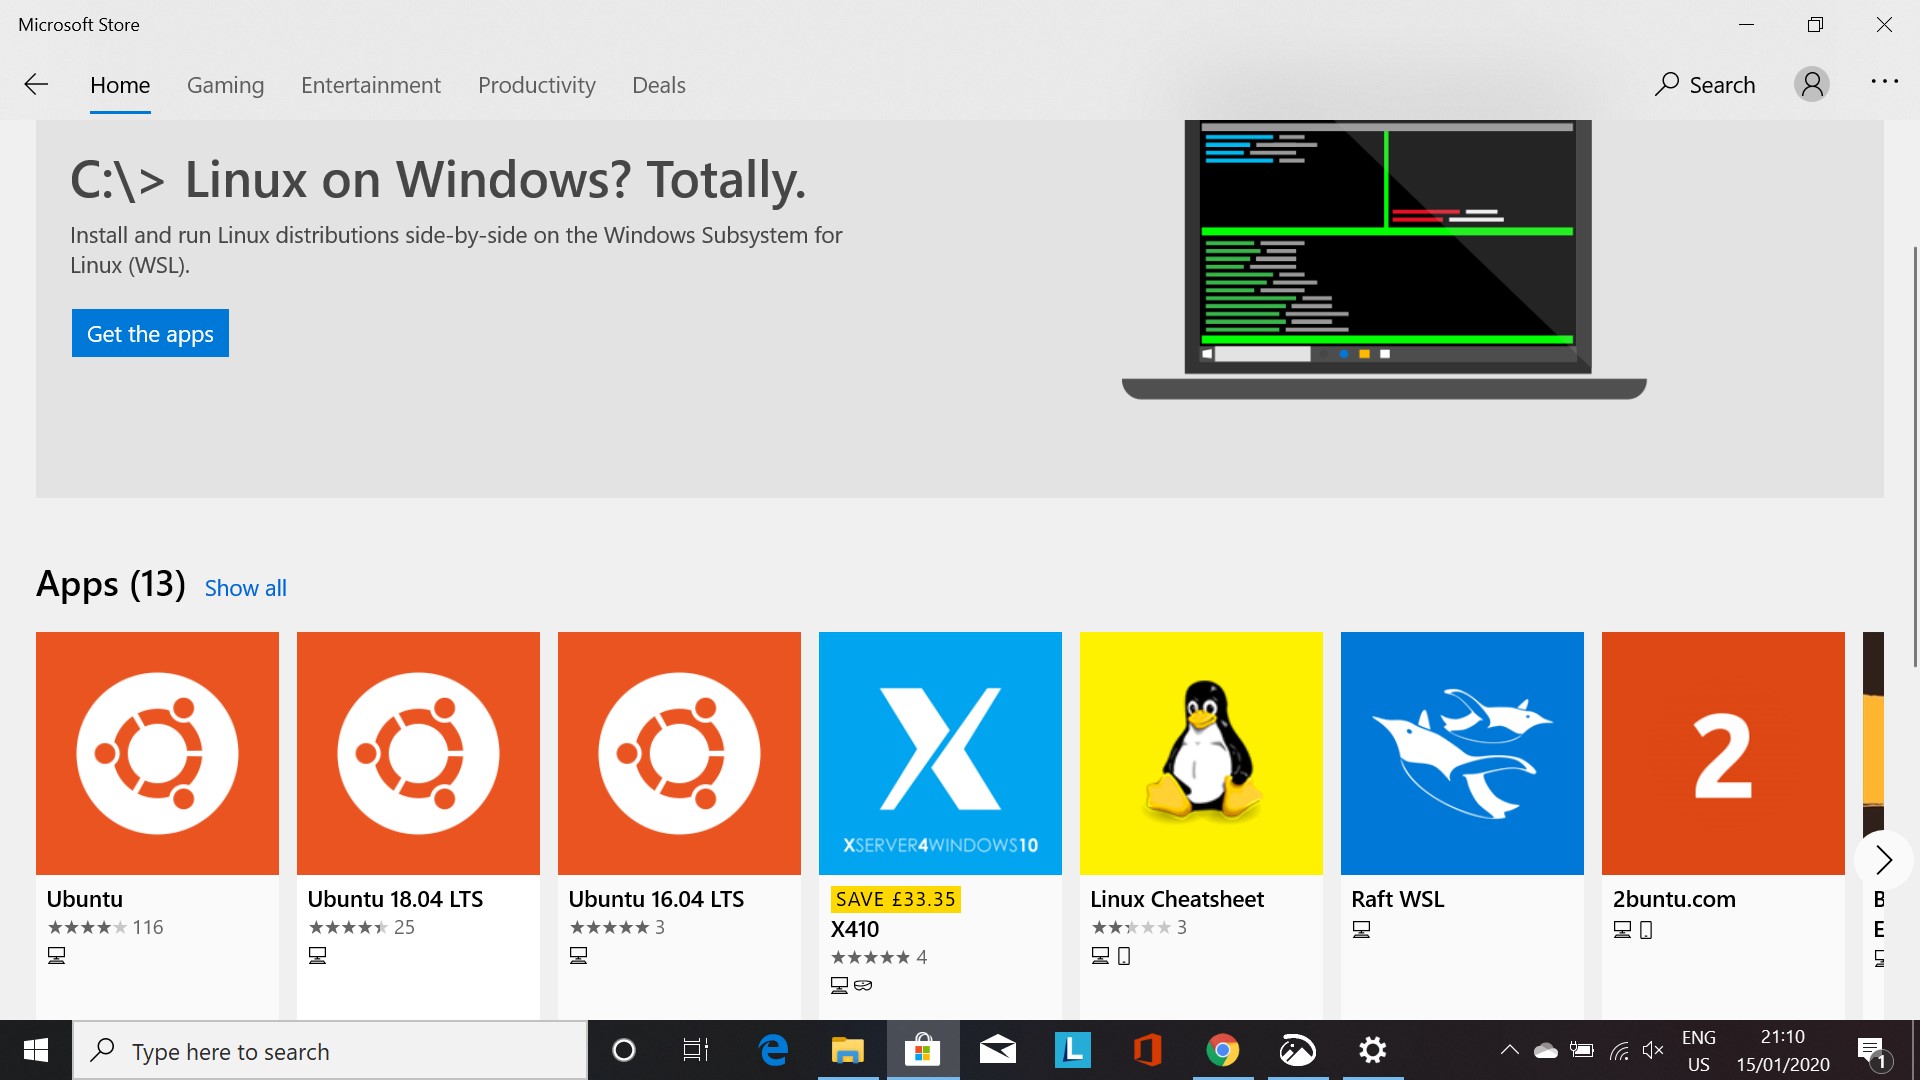 Microsoft Store
Home Gaming Entertainment Productivity Deals Search
C:\> Linux on Windows? Totally.
Install and run Linux distributions side-by-side on the Windows Subsystem for
Linux (WSL).
Get the apps
Apps (13) Show all
XSERVER4WINDOWS10
2
Ubuntu
116
Ubuntu 18.04 LTS
25
Ubuntu 16.04 LTS
3
SAVE £33.35
X410
4
Linux Cheatsheet
3
Raft WSL
2buntu.com
B
E
Type here to search
L
ENG
US
21:10
15/01/2020
1